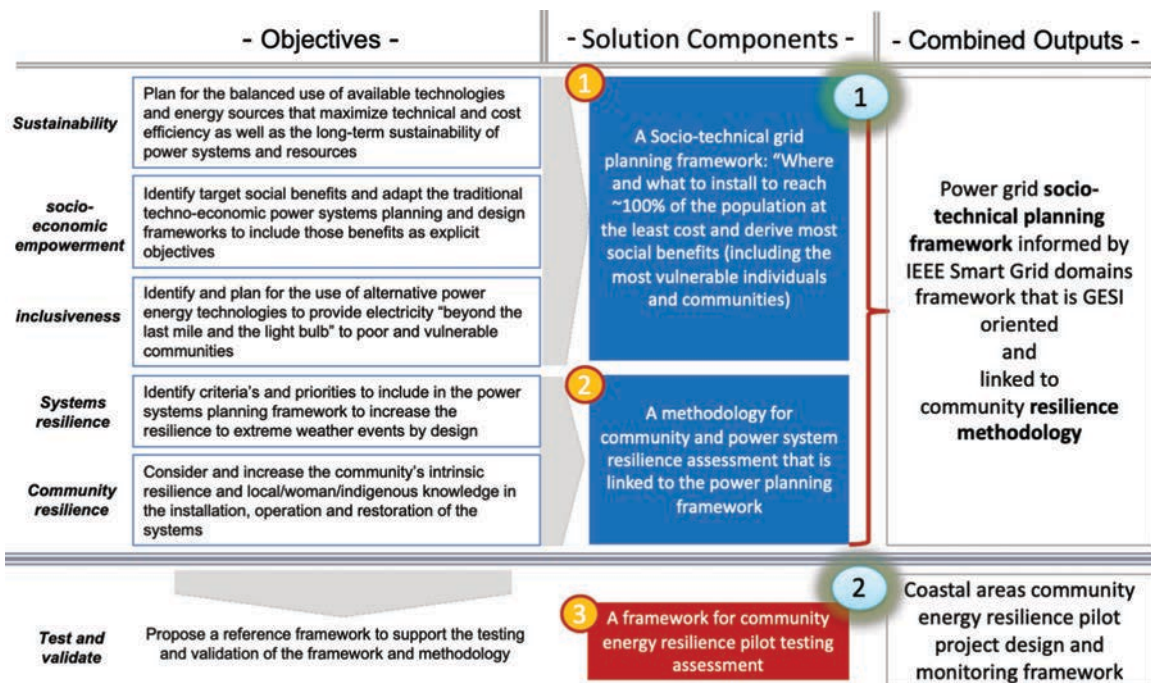 - Objectives -
- Solution Components -
- Combined Outputs -
Sustainability
Plan for the balanced use of available technologies
and energy sources that maximize technical and cost
efficiency as well as the long-term sustainability of
power systems and resources
socio-
economic
empowerment
Identify target social benefits and adapt the traditional
techno-economic power systems planning and design
frameworks to include those benefits as explicit
objectives
inclusiveness
Identify and plan for the use of alternative power
energy technologies to provide electricity “beyond the
last mile and the light bulb” to poor and vulnerable
communities
Systems
resilience
Identify criteria's and priorities to include in the power
systems planning framework to increase the
resilience to extreme weather events by design
Community
resilience
Consider and increase the community's intrinsic
resilience and local/woman/indigenous knowledge in
the installation, operation and restoration of the
systems
1
A Socio-technical grid
planning framework: “Where
and what to install to reach
~100% of the population at
the least cost and derive most
social benefits (including the
most vulnerable individuals
and communities)
2
A methodology for
community and power system
resilience assessment that is
linked to the power planning
framework
1
Power grid socio-
technical planning
framework informed by
IEEE Smart Grid domains
framework that is GESI
oriented
and
linked to
community resilience
methodology
Test and
validate
Propose a reference framework to support the testing
and validation of the framework and methodology
3
A framework for community
energy resilience pilot testing
assessment
2
Coastal areas community
energy resilience pilot
project design and
monitoring framework